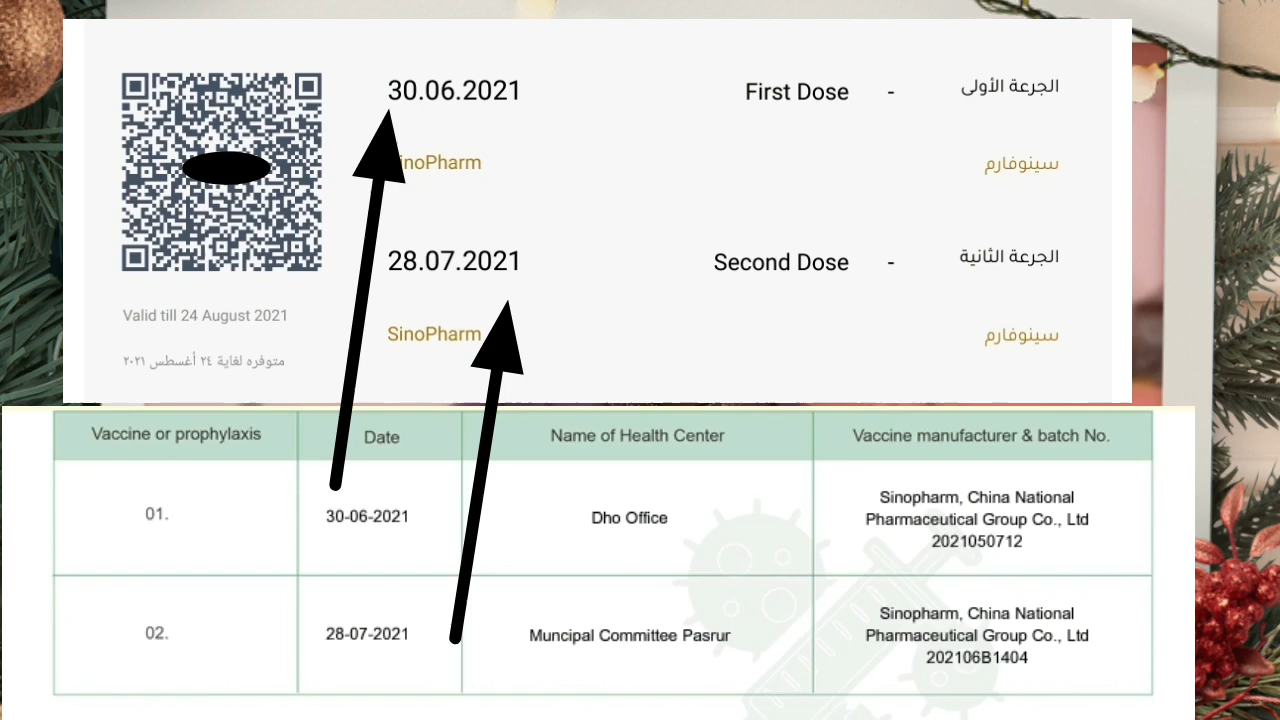 30.06.2021 First Dose - الجرعة الأولى
inoPharm سينوفارم
28.07.2021 Second Dose - الجرعة الثانية
SinoPharm سينوفارم
Valid till 24 August 2021
متوفره لغاية ٢٤ أغسطس ٢٠٢١
Vaccine or prophylaxis Date Name of Health Center Vaccine manufacturer & batch No.
01. 30-06-2021 Dho Office Sinopharm, China National
Pharmaceutical Group Co., Ltd
2021050712
02. 28-07-2021 Muncipal Committee Pasrur Sinopharm, China National
Pharmaceutical Group Co., Ltd
202106B1404